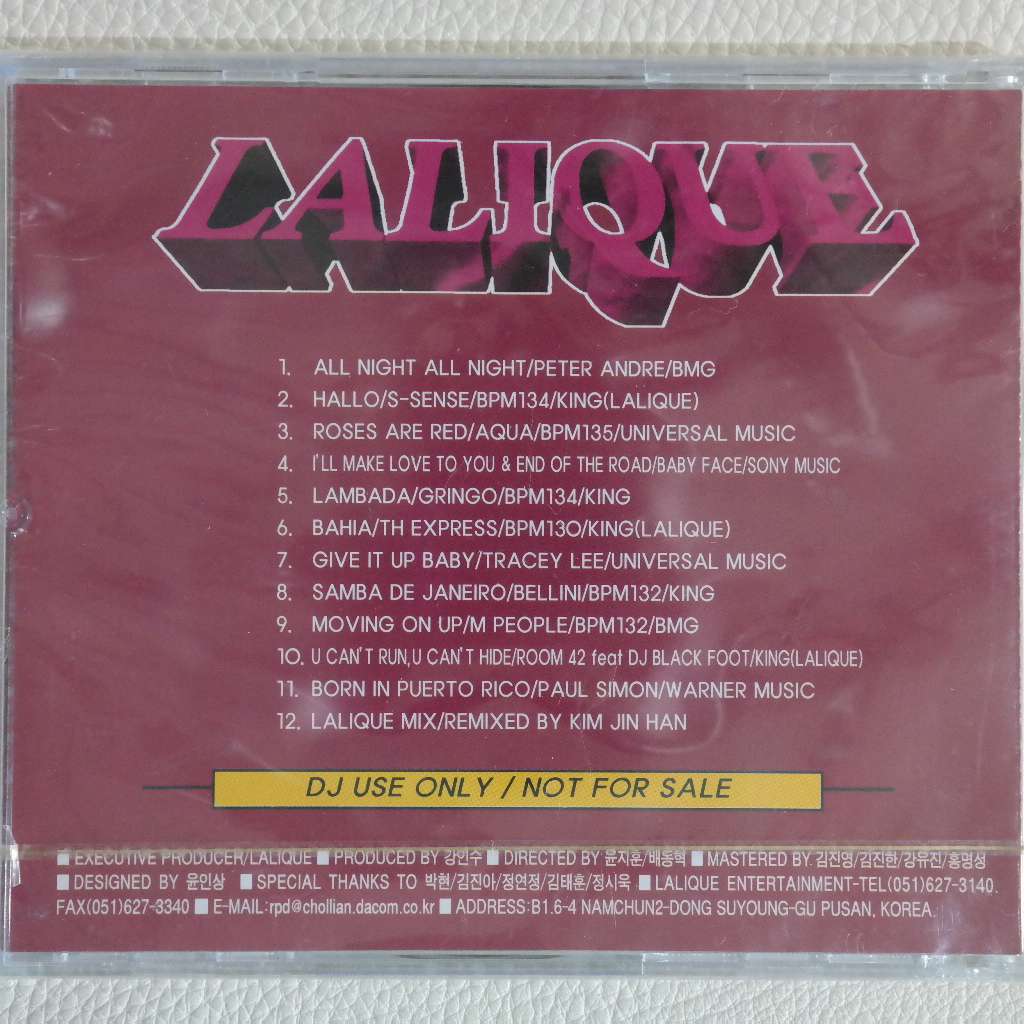 LALIQUE
1. ALL NIGHT ALL NIGHT/PETER ANDRE/BMG
2. HALLO/S-SENSE/BPM134/KING(LALIQUE)
3. ROSES ARE RED/AQUA/BPM135/UNIVERSAL MUSIC
4. I'LL MAKE LOVE TO YOU & END OF THE ROAD/BABY FACE/SONY MUSIC
5. LAMBADA/GRINGO/BPM134/KING
6. BAHIA/TH EXPRESS/BPM130/KING(LALIQUE)
7. GIVE IT UP BABY/TRACEY LEE/UNIVERSAL MUSIC
8. SAMBA DE JANEIRO/BELLINI/BPM132/KING
9. MOVING ON UP/M PEOPLE/BPM132/BMG
10. U CAN'T RUN,U CAN'T HIDE/ROOM 42 feat DJ BLACK FOOT/KING(LALIQUE)
11. BORN IN PUERTO RICO/PAUL SIMON/WARNER MUSIC
12. LALIQUE MIX/REMIXED BY KIM JIN HAN
DJ USE ONLY / NOT FOR SALE
■ EXECUTIVE PRODUCER/LALIQUE ■ PRODUCED BY 강인수 ■ DIRECTED BY 윤지훈/배동혁 ■ MASTERED BY 김진영/김진한/강유진/홍명성
■ DESIGNED BY 윤인상 ■ SPECIAL THANKS TO 박현/김진아/정연정/김태훈/정시욱 ■ LALIQUE ENTERTAINMENT-TEL(051)627-3140.
FAX(051)627-3340 ■ E-MAIL:rpd@chollian.dacom.co.kr ■ ADDRESS:B1.6-4 NAMCHUN2-DONG SUYOUNG-GU PUSAN, KOREA.